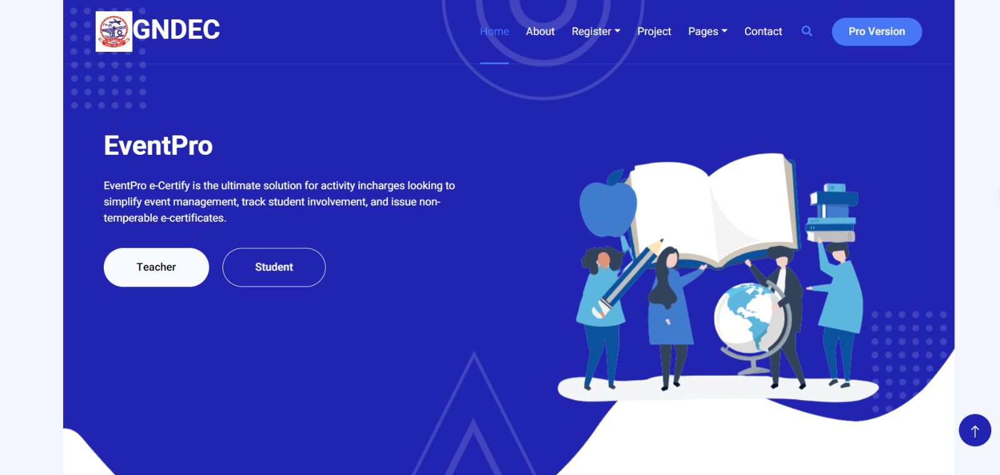 GNDEC
Home About Register Project Pages Contact Pro Version
EventPro
EventPro e-Certify is the ultimate solution for activity incharges looking to
simplify event management, track student involvement, and issue non-
temperable e-certificates.
Teacher Student